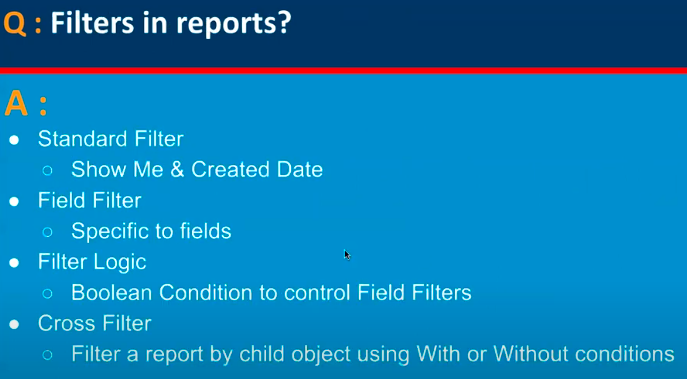 Q : Filters in reports?
A :
● Standard Filter
○ Show Me & Created Date
● Field Filter
○ Specific to fields
● Filter Logic
○ Boolean Condition to control Field Filters
● Cross Filter
○ Filter a report by child object using With or Without conditions